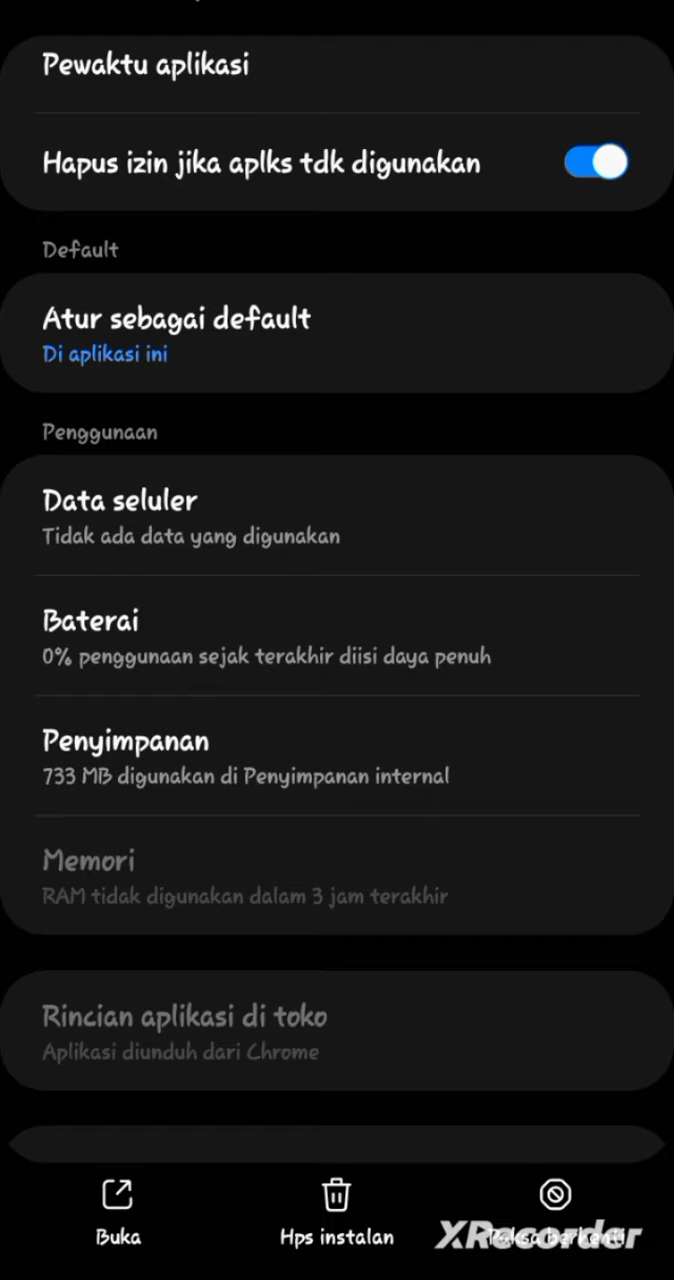 Pewaktu aplikasi
Hapus izin jika aplks tdk digunakan
Default
Atur sebagai default
Di aplikasi ini
Penggunaan
Data seluler
Tidak ada data yang digunakan
Baterai
0% penggunaan sejak terakhir diisi daya penuh
Penyimpanan
733 MB digunakan di Penyimpanan internal
Memori
RAM tidak digunakan dalam 3 jam terakhir
Rincian aplikasi di toko
Aplikasi diunduh dari Chrome
Buka
Hps instalan
Paksa berhenti
XRecorder